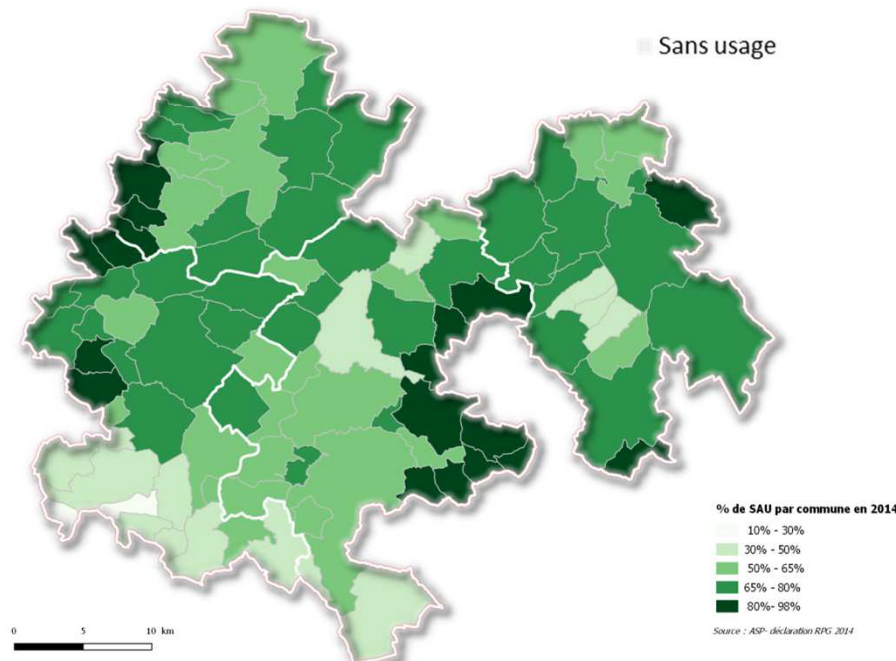 Sans usage
% de SAU par commune en 2014
10% - 30%
30% - 50%
50% - 65%
65% - 80%
80%- 98%
Source : ASP- déclaration RPG 2014
0 5 10 km